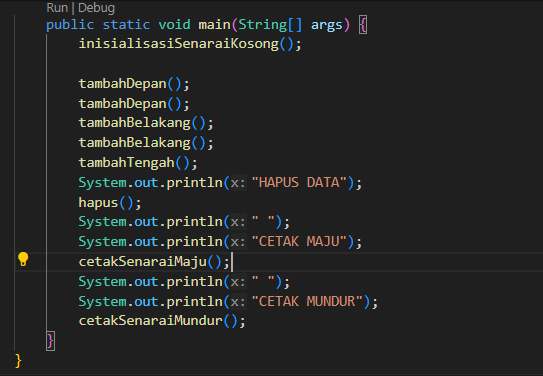 Run | Debug
public static void main(String[] args) {
inisialisasiSenaraiKosong();
tambahDepan();
tambahDepan();
tambahBelakang();
tambahBelakang();
tambahTengah();
System.out.println(x: "HAPUS DATA");
hapus();
System.out.println(x: " ");
System.out.println(x: "CETAK MAJU");
cetakSenaraiMaju();
System.out.println(x: " ");
System.out.println(x: "CETAK MUNDUR");
cetakSenaraiMundur();
}
}